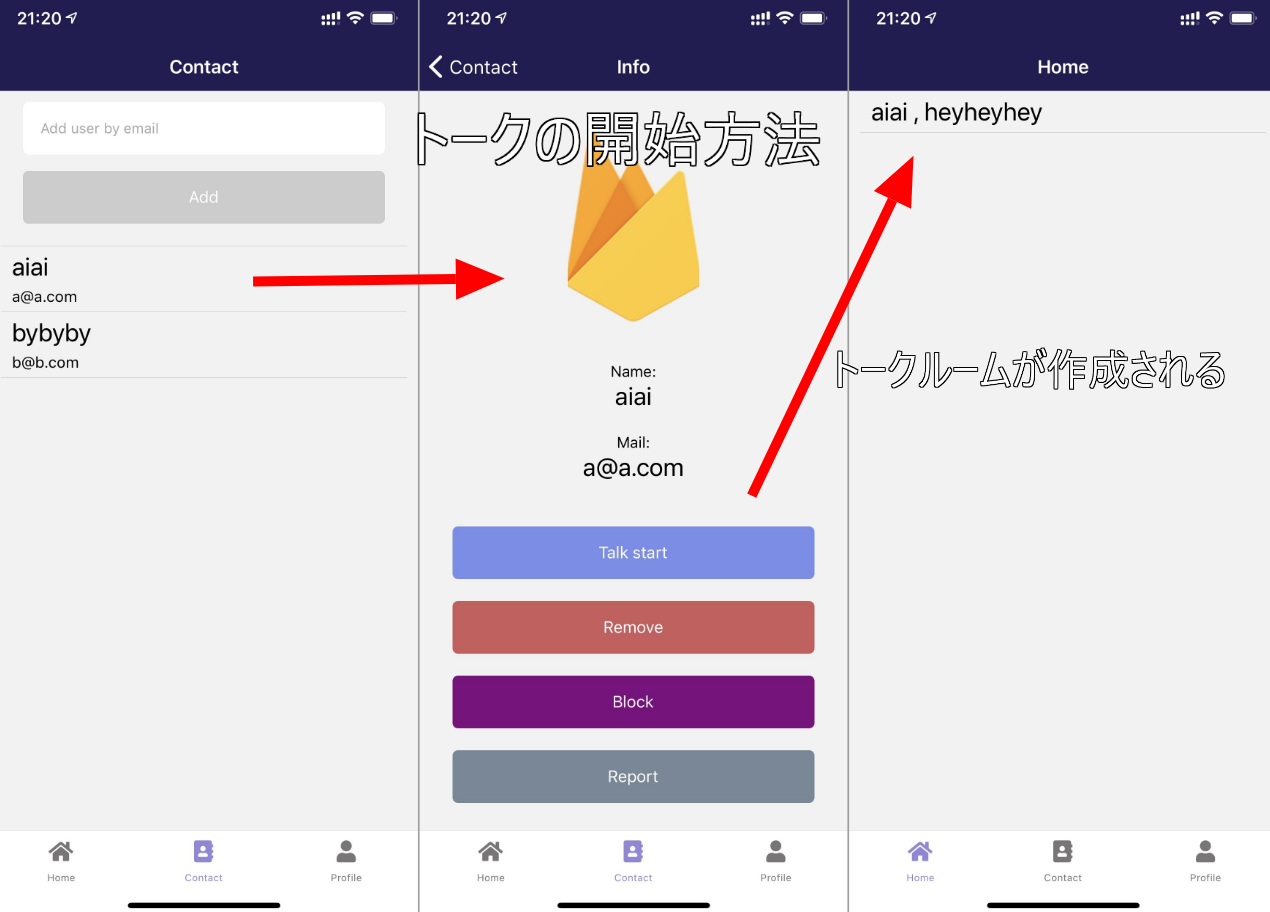 21:20
Contact
Add user by email
Add
aiai
a@a.com
bybyby
b@b.com
Home
Contact
Profile
21:20
Contact
Info
トークの開始方法
Name:
aiai
Mail:
a@a.com
Talk start
Remove
Block
Report
Home
Contact
Profile
21:20
Home
aiai , heyheyhey
トークルームが作成される
Home
Contact
Profile